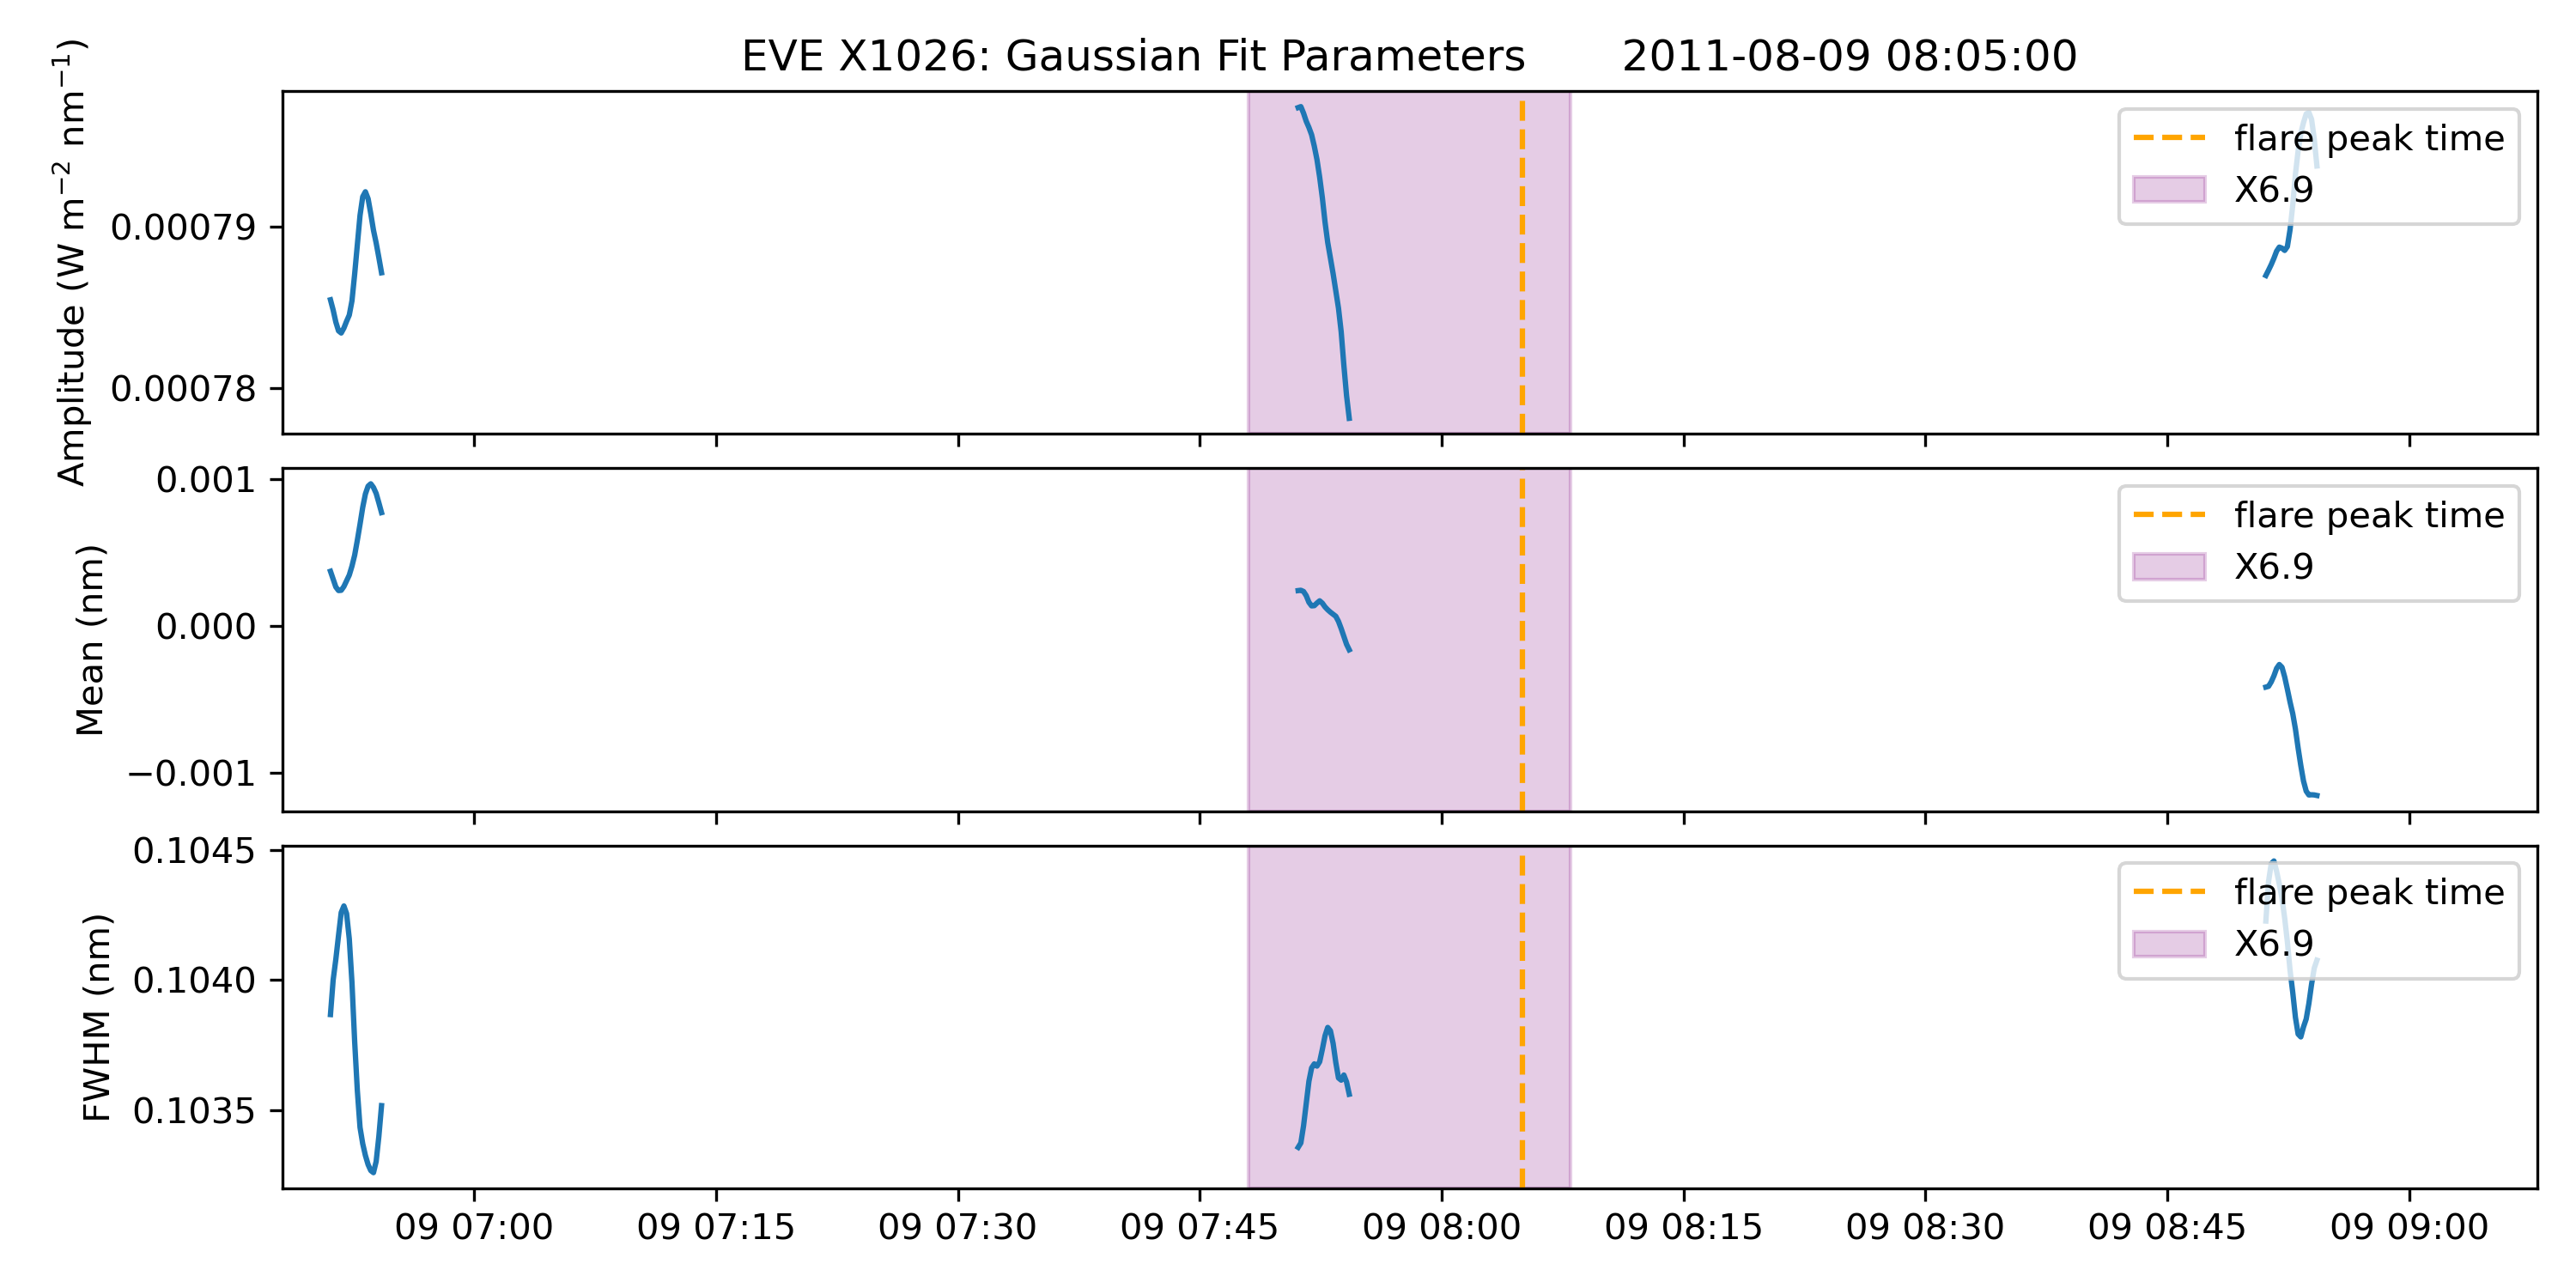 EVE X1026: Gaussian Fit Parameters 2011-08-09 08:05:00
Amplitude (W m⁻² nm⁻¹)
0.00079
0.00078
flare peak time
X6.9
Mean (nm)
0.001
0.000
−0.001
flare peak time
X6.9
FWHM (nm)
0.1045
0.1040
0.1035
flare peak time
X6.9
09 07:00 09 07:15 09 07:30 09 07:45 09 08:00 09 08:15 09 08:30 09 08:45 09 09:00